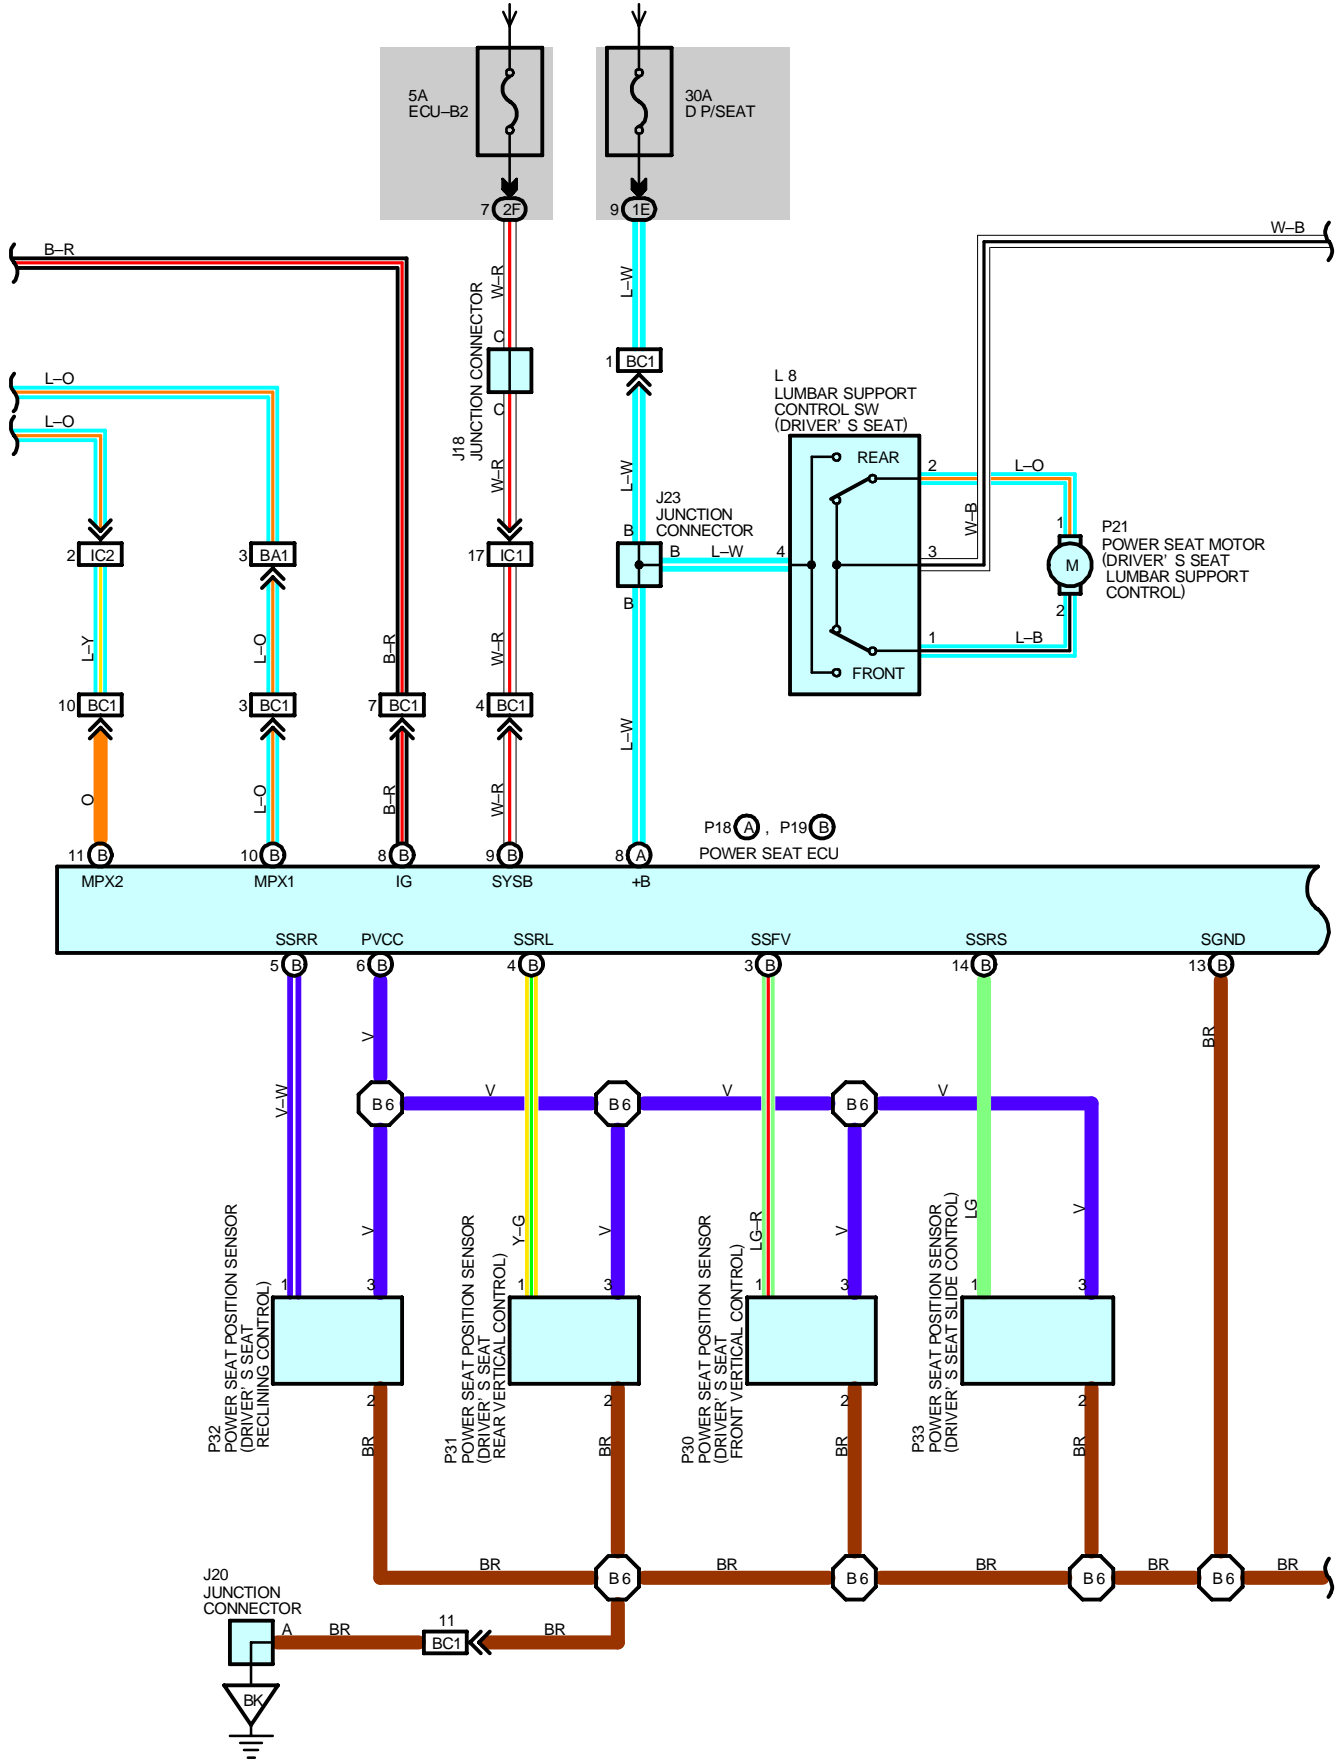 5A
ECU–B2
30A
D P/SEAT
7 2F
9 1E
W–B
B–R
W–R
L–W
J18
JUNCTION CONNECTOR
C
C
1 BC1
L–O
L–O
L 8
LUMBAR SUPPORT
CONTROL SW
(DRIVER' S SEAT)
REAR
2
L–O
W–R
L–W
J23
JUNCTION
CONNECTOR
B
B
L–W
4
B
W–B
3
1
P21
POWER SEAT MOTOR
(DRIVER' S SEAT
LUMBAR SUPPORT
CONTROL)
M
2
1
L–B
FRONT
2 IC2
3 BA1
17 IC1
L–Y
L–O
B–R
W–R
10 BC1
3 BC1
7 BC1
4 BC1
L–W
O
L–O
B–R
W–R
P18 A , P19 B
POWER SEAT ECU
11 B
10 B
8 B
9 B
8 A
MPX2
MPX1
IG
SYSB
+B
SSRR
PVCC
SSRL
SSFV
SSRS
SGND
5 B
6 B
4 B
3 B
14 B
13 B
V
BR
V–W
B 6
V
B 6
V
B 6
V
V
Y–G
V
LG–R
V
LG
V
1
3
1
3
1
3
1
3
P32
POWER SEAT POSITION SENSOR
(DRIVER' S SEAT
RECLINING CONTROL)
P31
POWER SEAT POSITION SENSOR
(DRIVER' S SEAT
REAR VERTICAL CONTROL)
P30
POWER SEAT POSITION SENSOR
(DRIVER' S SEAT
FRONT VERTICAL CONTROL)
P33
POWER SEAT POSITION SENSOR
(DRIVER' S SEAT SLIDE CONTROL)
2
2
2
2
BR
BR
BR
BR
BR
B 6
BR
B 6
BR
B 6
BR
B 6
BR
J20
JUNCTION
CONNECTOR
A
BR
11
BC1
BR
BK